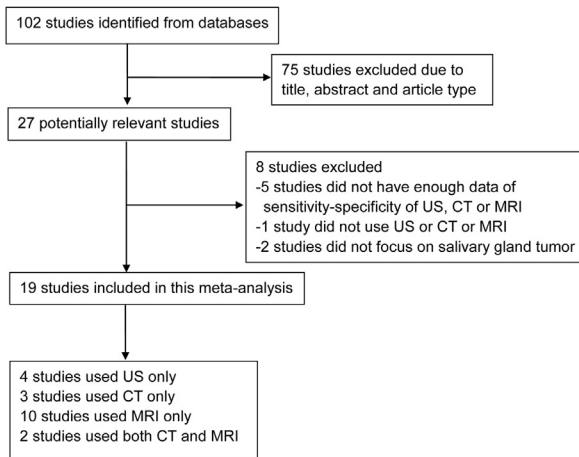 102 studies identified from databases
75 studies excluded due to
title, abstract and article type
27 potentially relevant studies
8 studies excluded
-5 studies did not have enough data of
sensitivity-specificity of US, CT or MRI
-1 study did not use US or CT or MRI
-2 studies did not focus on salivary gland tumor
19 studies included in this meta-analysis
4 studies used US only
3 studies used CT only
10 studies used MRI only
2 studies used both CT and MRI